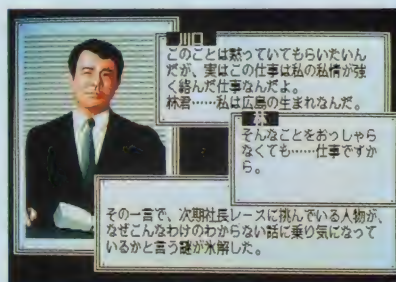 川口
このごとは黙っていてもらいたいん
だが、実はこの仕事は私の私情が強
く絡んだ仕事なんだよ。
林君……私は広島の生まれなんだ。
林
そんなことをおっしゃら
なくても……仕事ですか
ら。
その一言で、次期社長レースに挑んでいる人物が、
なぜこんなわけのわからない話に乗り気になって
いるかと言う謎が氷解した。